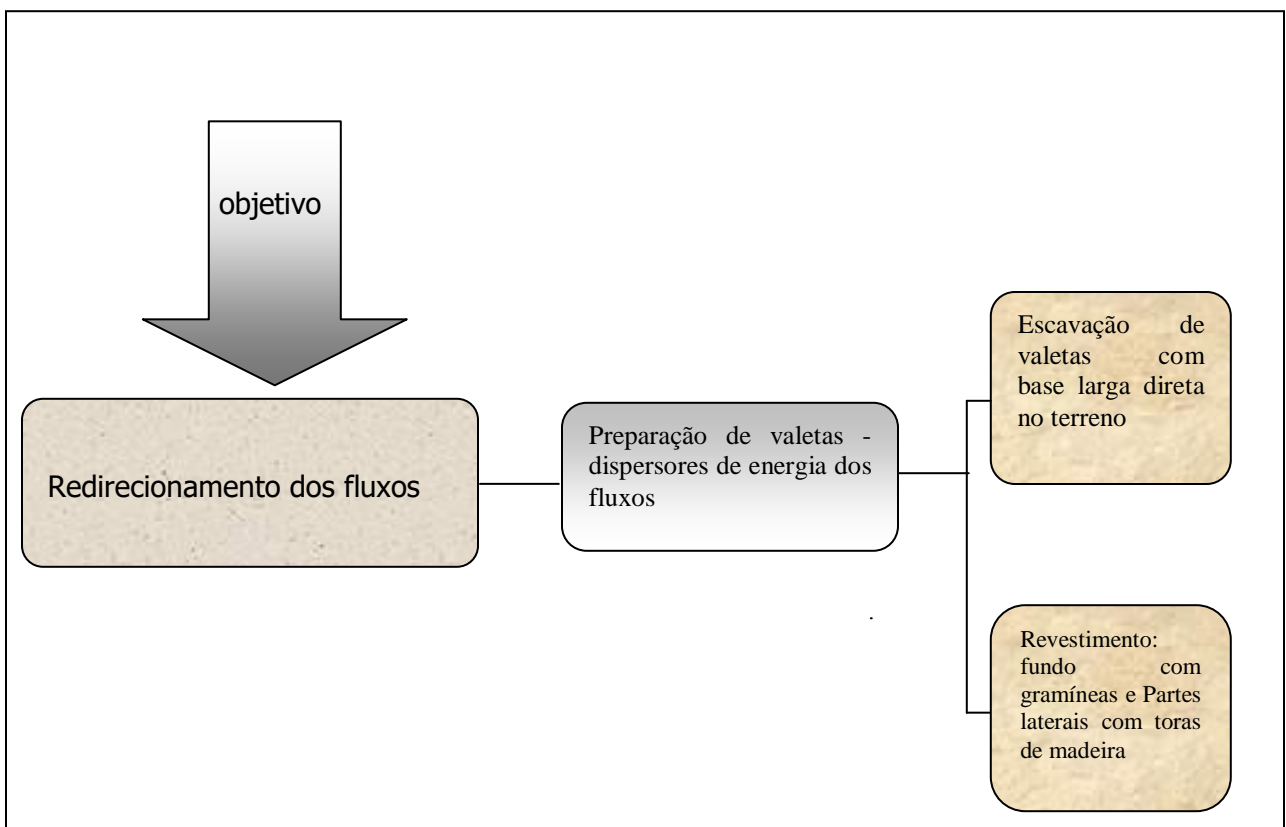 objetivo
Redirecionamento dos fluxos
Preparação de valetas -
dispersores de energia dos
fluxos
Escavação de
valetas com
base larga direta
no terreno
.
Revestimento:
fundo com
gramíneas e Partes
laterais com toras
de madeira